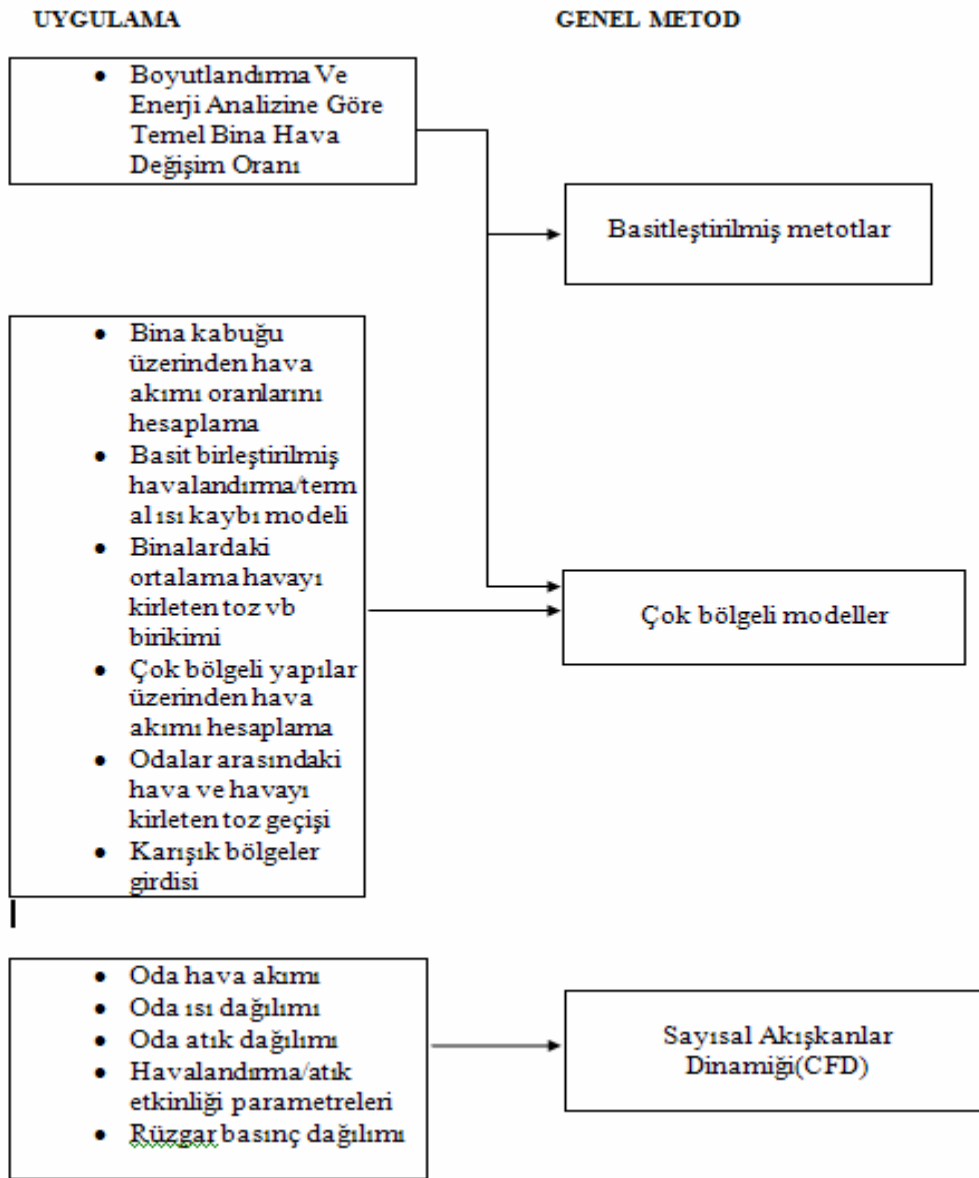 UYGULAMA
GENEL METOD
• Boyutlandırma Ve
Enerji Analizine Göre
Temel Bina Hava
Değişim Oranı
Basitleştirilmiş metotlar
• Bina kabuğu
üzerinden hava
akımı oranlarını
hesaplama
• Basit birleştirilmiş
havalandırma/term
al ısı kaybı modeli
• Binalardaki
ortalama havayı
kirleten toz vb
birikimi
• Çok bölgeli yapılar
üzerinden hava
akımı hesaplama
• Odalar arasındaki
hava ve havayı
kirleten toz geçişi
• Karışık bölgeler
girdisi
Çok bölgeli modeller
• Oda hava akımı
• Oda ısı dağılımı
• Oda atık dağılımı
• Havalandırma/atık
etkinliği parametreleri
• Rüzgar basınç dağılımı
Sayısal Akışkanlar
Dinamiği(CFD)